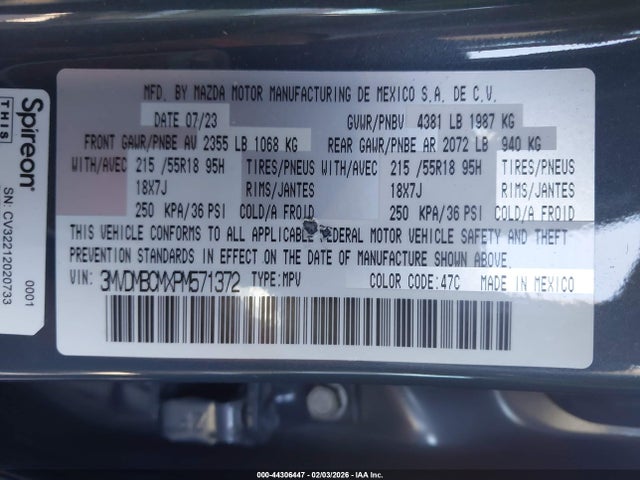 MFD. BY MAZDA MOTOR MANUFACTURING DE MEXICO S.A. DE C.V.
DATE 07/23 GVWR/PNBV 4381 LB 1987 KG
FRONT GAWR/PNBE AV 2355 LB 1068 KG REAR GAWR/PNBE AR 2072 LB 940 KG
WITH/AVEC 215 /55R18 95H TIRES/PNEUS WITH/AVEC 215 /55R18 95H TIRES/PNEUS
18X7J RIMS/JANTES 18X7J RIMS/JANTES
250 KPA/36 PSI COLD/A FROID 250 KPA/36 PSI COLD/A FROID
THIS VEHICLE CONFORMS TO ALL APPLICABLE FEDERAL MOTOR VEHICLE SAFETY AND THEFT-
PREVENTION STANDARDS IN EFFECT ON THE DATE OF MANUFACTURE SHOWN ABOVE.
VIN: 3MVDMBCMXPM571372 TYPE:MPV COLOR CODE:47C MADE IN MEXICO
THIS
Spireon
SN: CV32212020733
0001
000-44306447 - 02/03/2026 - IAAI, Inc.